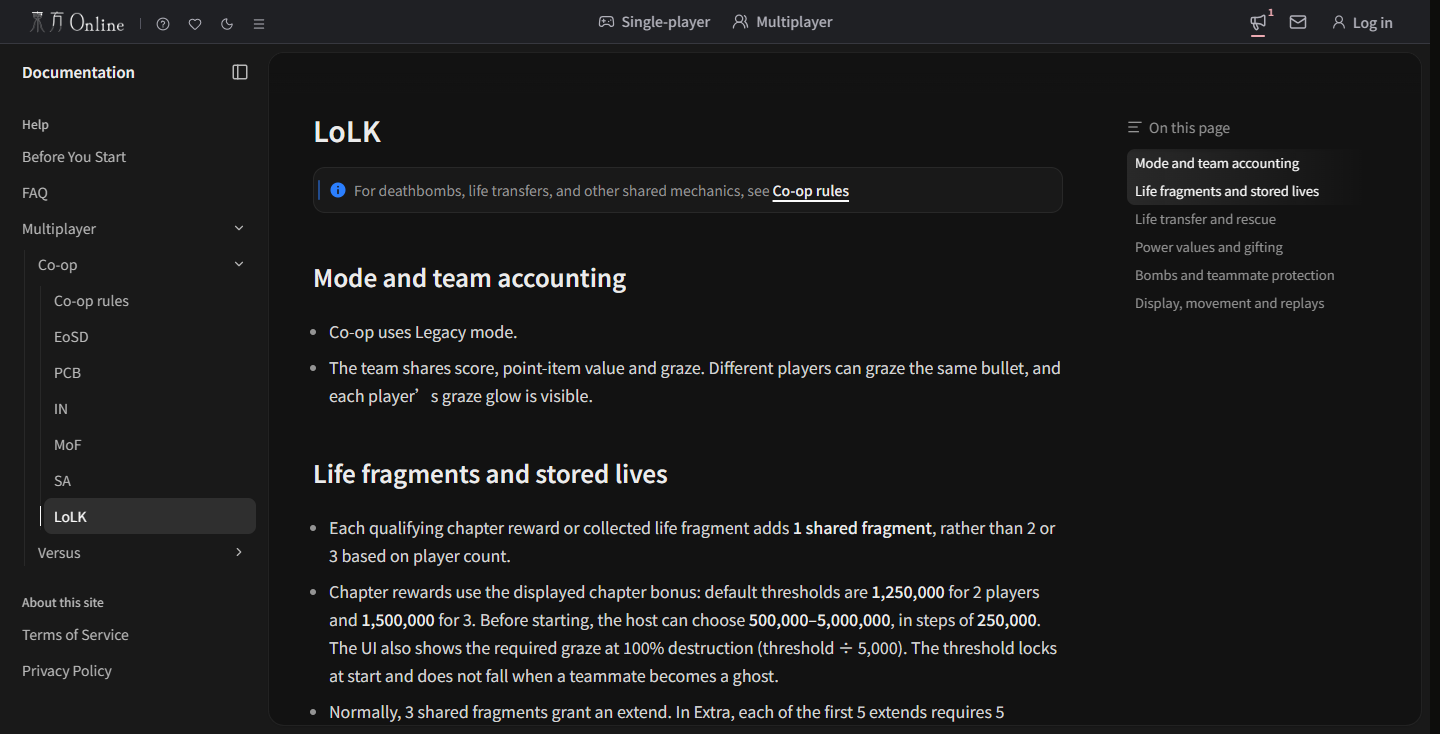 東方 Online
Single-player
Multiplayer
1
Log in
Documentation
Help
Before You Start
FAQ
Multiplayer
Co-op
Co-op rules
EoSD
PCB
IN
MoF
SA
LoLK
Versus
About this site
Terms of Service
Privacy Policy
LoLK
For deathbombs, life transfers, and other shared mechanics, see Co-op rules
Mode and team accounting
Co-op uses Legacy mode.
The team shares score, point-item value and graze. Different players can graze the same bullet, and
each player’s graze glow is visible.
Life fragments and stored lives
Each qualifying chapter reward or collected life fragment adds 1 shared fragment, rather than 2 or
3 based on player count.
Chapter rewards use the displayed chapter bonus: default thresholds are 1,250,000 for 2 players
and 1,500,000 for 3. Before starting, the host can choose 500,000–5,000,000, in steps of 250,000.
The UI also shows the required graze at 100% destruction (threshold ÷ 5,000). The threshold locks
at start and does not fall when a teammate becomes a ghost.
Normally, 3 shared fragments grant an extend. In Extra, each of the first 5 extends requires 5
On this page
Mode and team accounting
Life fragments and stored lives
Life transfer and rescue
Power values and gifting
Bombs and teammate protection
Display, movement and replays